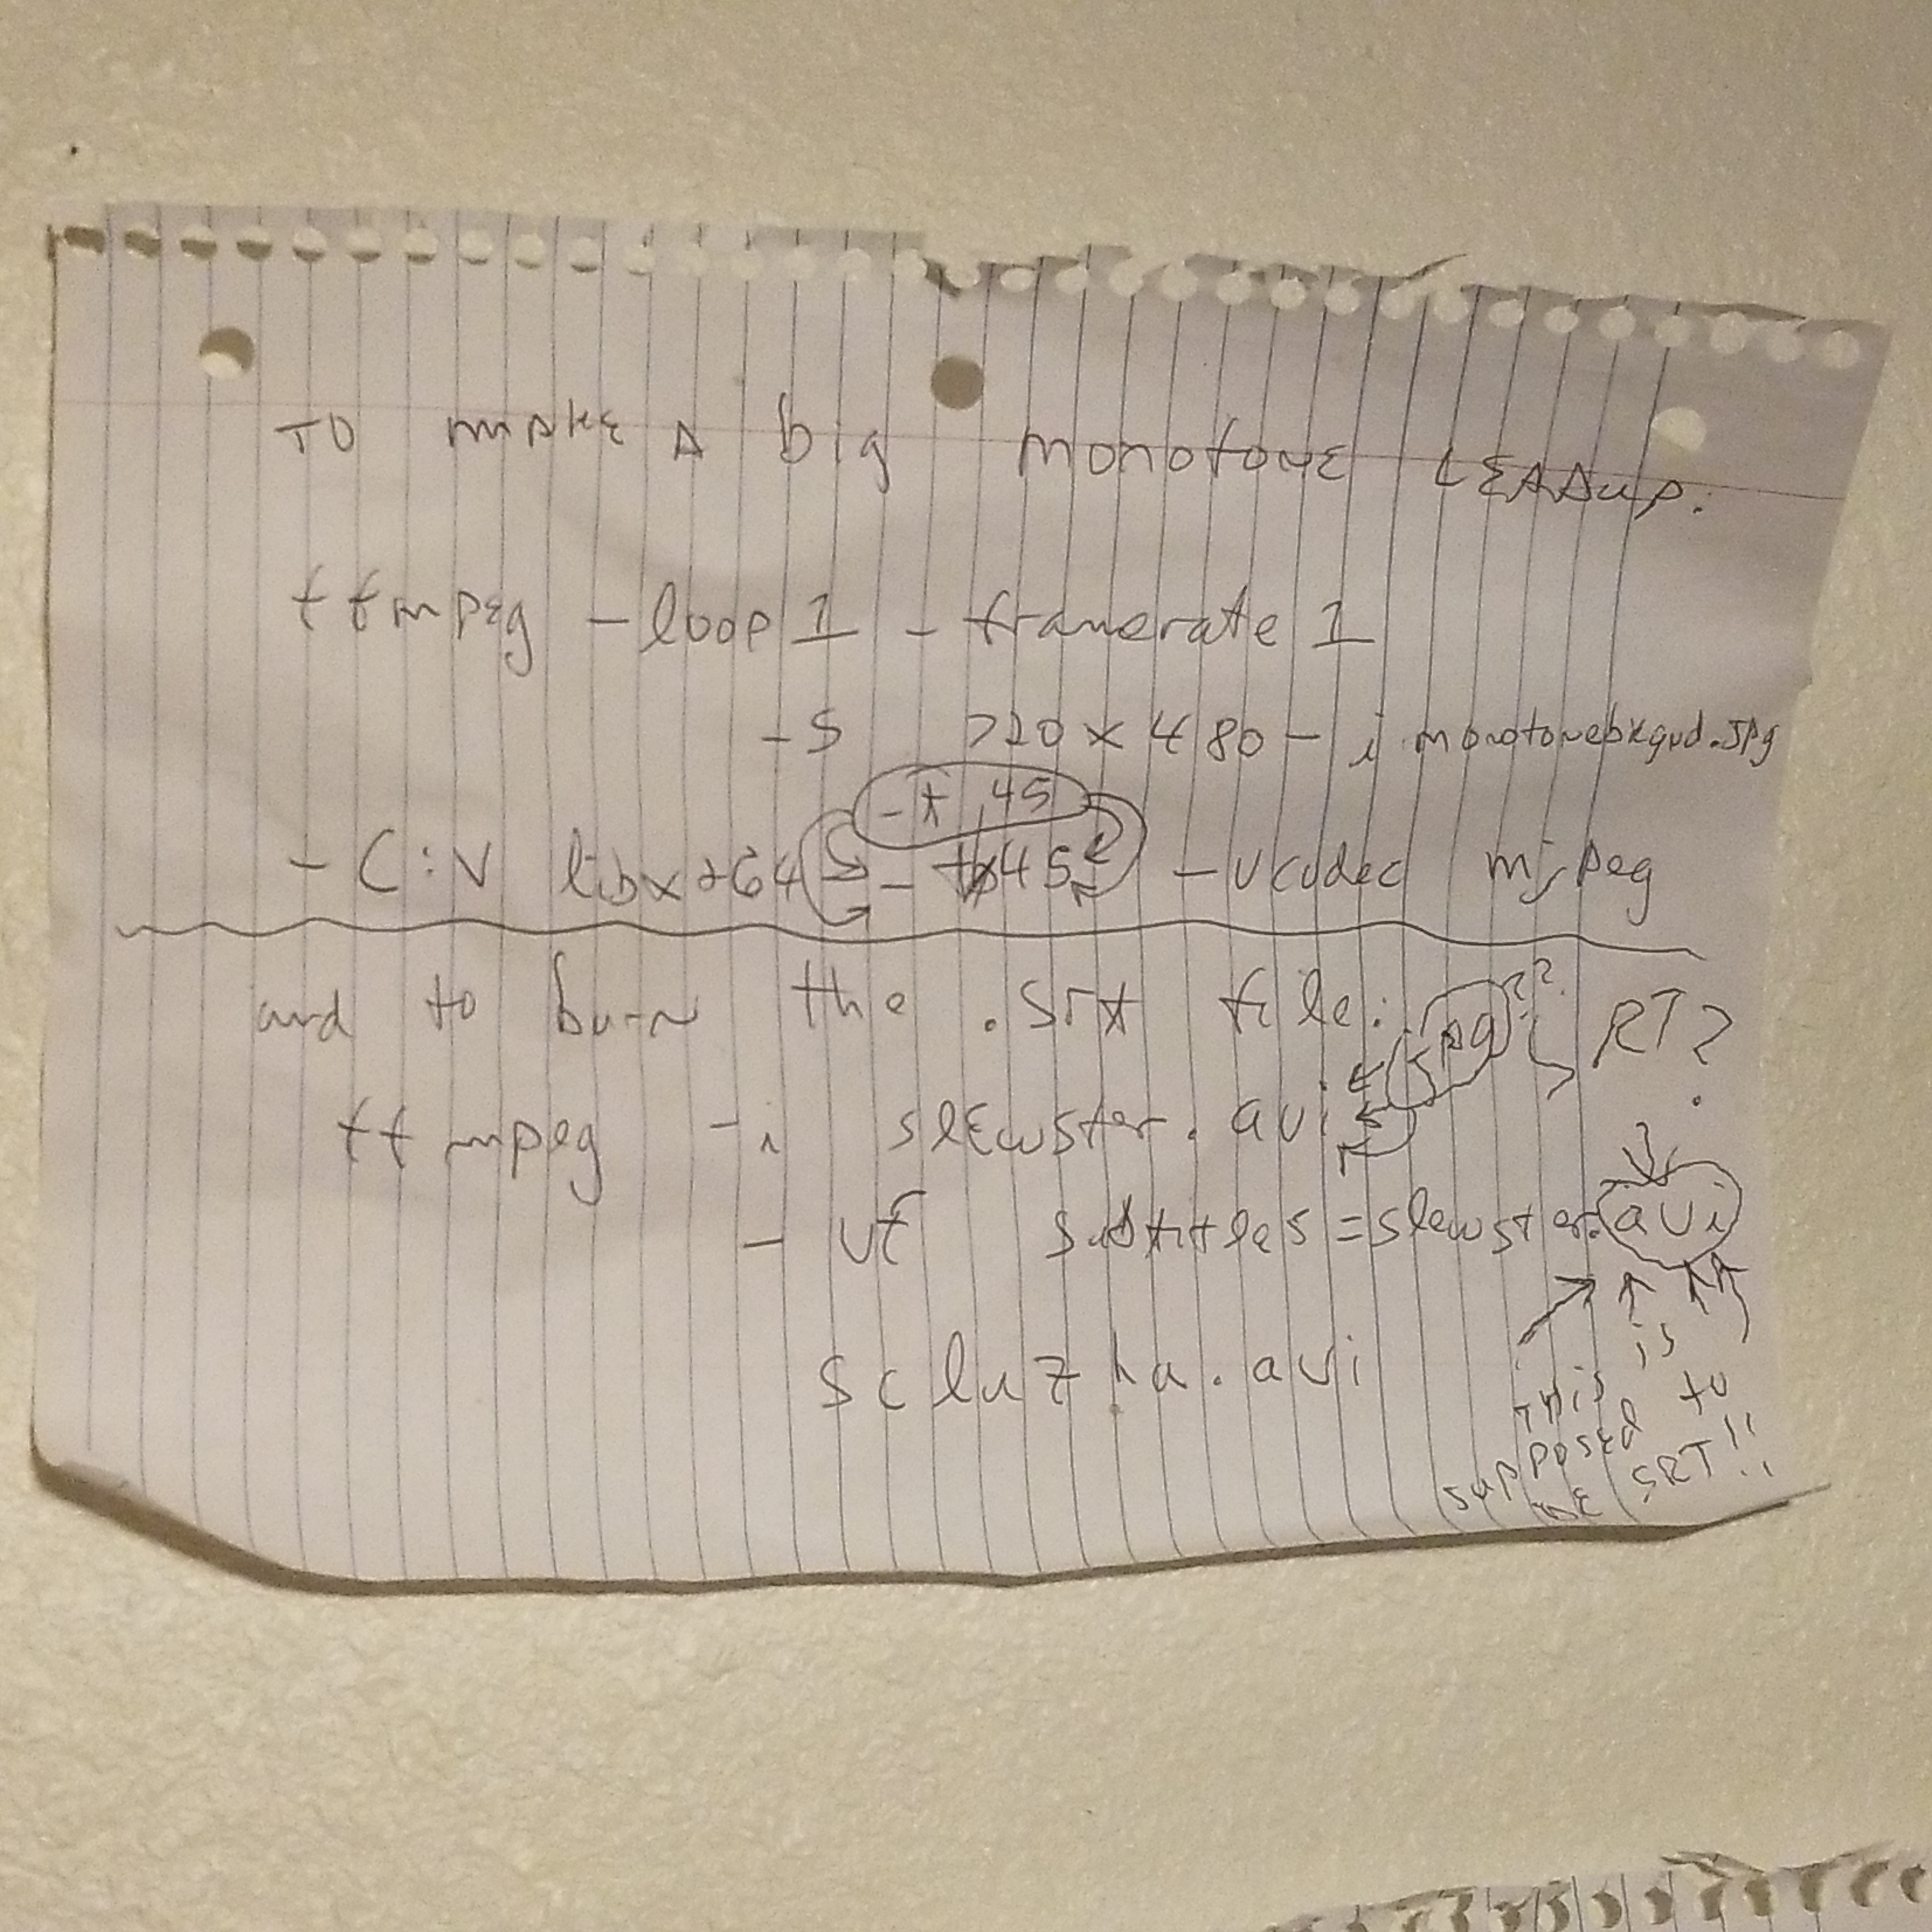 TO mAKE A big monotonE LEADup.
ffmpEg -loop 1 - framerate 1
-s 720 x 480 - i monotonebkgnd.JPg
-t 45
- C:V libx264 - 45 -vcodec mjpeg
and to burn the .srt file: JPG?? RT?
ffmpeg -i slEwster.avi
- vf subtitles=slewster.avi
THis is supposed to bE SRT!!
scluzha.avi